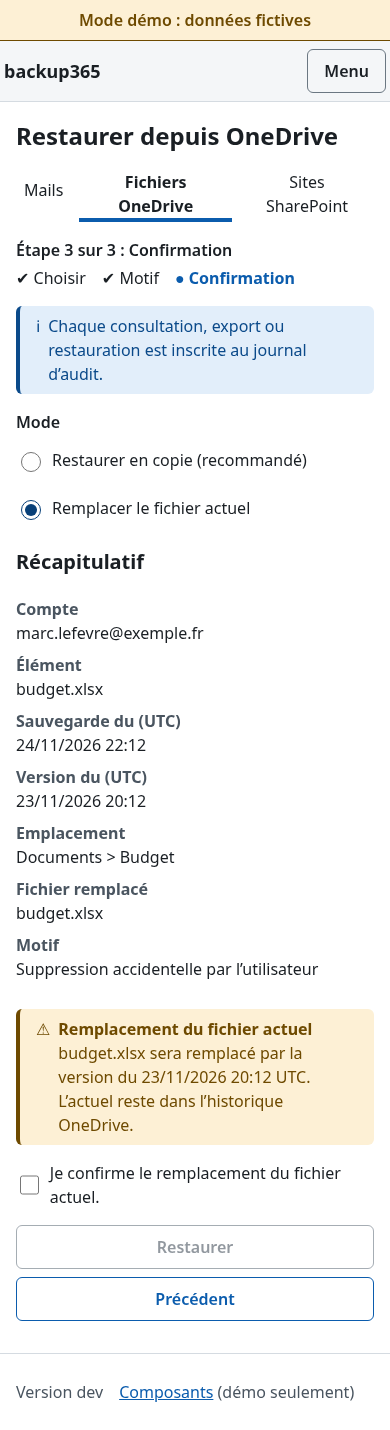 Mode démo : données fictives
backup365
Menu
Restaurer depuis OneDrive
Mails
Fichiers
OneDrive
Sites
SharePoint
Étape 3 sur 3 : Confirmation
✔ Choisir ✔ Motif ● Confirmation
i Chaque consultation, export ou
restauration est inscrite au journal
d’audit.
Mode
Restaurer en copie (recommandé)
Remplacer le fichier actuel
Récapitulatif
Compte
marc.lefevre@exemple.fr
Élément
budget.xlsx
Sauvegarde du (UTC)
24/11/2026 22:12
Version du (UTC)
23/11/2026 20:12
Emplacement
Documents > Budget
Fichier remplacé
budget.xlsx
Motif
Suppression accidentelle par l’utilisateur
⚠ Remplacement du fichier actuel
budget.xlsx sera remplacé par la
version du 23/11/2026 20:12 UTC.
L’actuel reste dans l’historique
OneDrive.
Je confirme le remplacement du fichier
actuel.
Restaurer
Précédent
Version dev Composants (démo seulement)